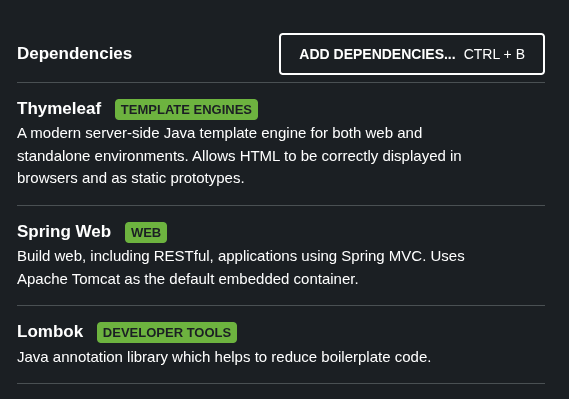 Dependencies ADD DEPENDENCIES... CTRL + B
Thymeleaf TEMPLATE ENGINES
A modern server-side Java template engine for both web and
standalone environments. Allows HTML to be correctly displayed in
browsers and as static prototypes.
Spring Web WEB
Build web, including RESTful, applications using Spring MVC. Uses
Apache Tomcat as the default embedded container.
Lombok DEVELOPER TOOLS
Java annotation library which helps to reduce boilerplate code.